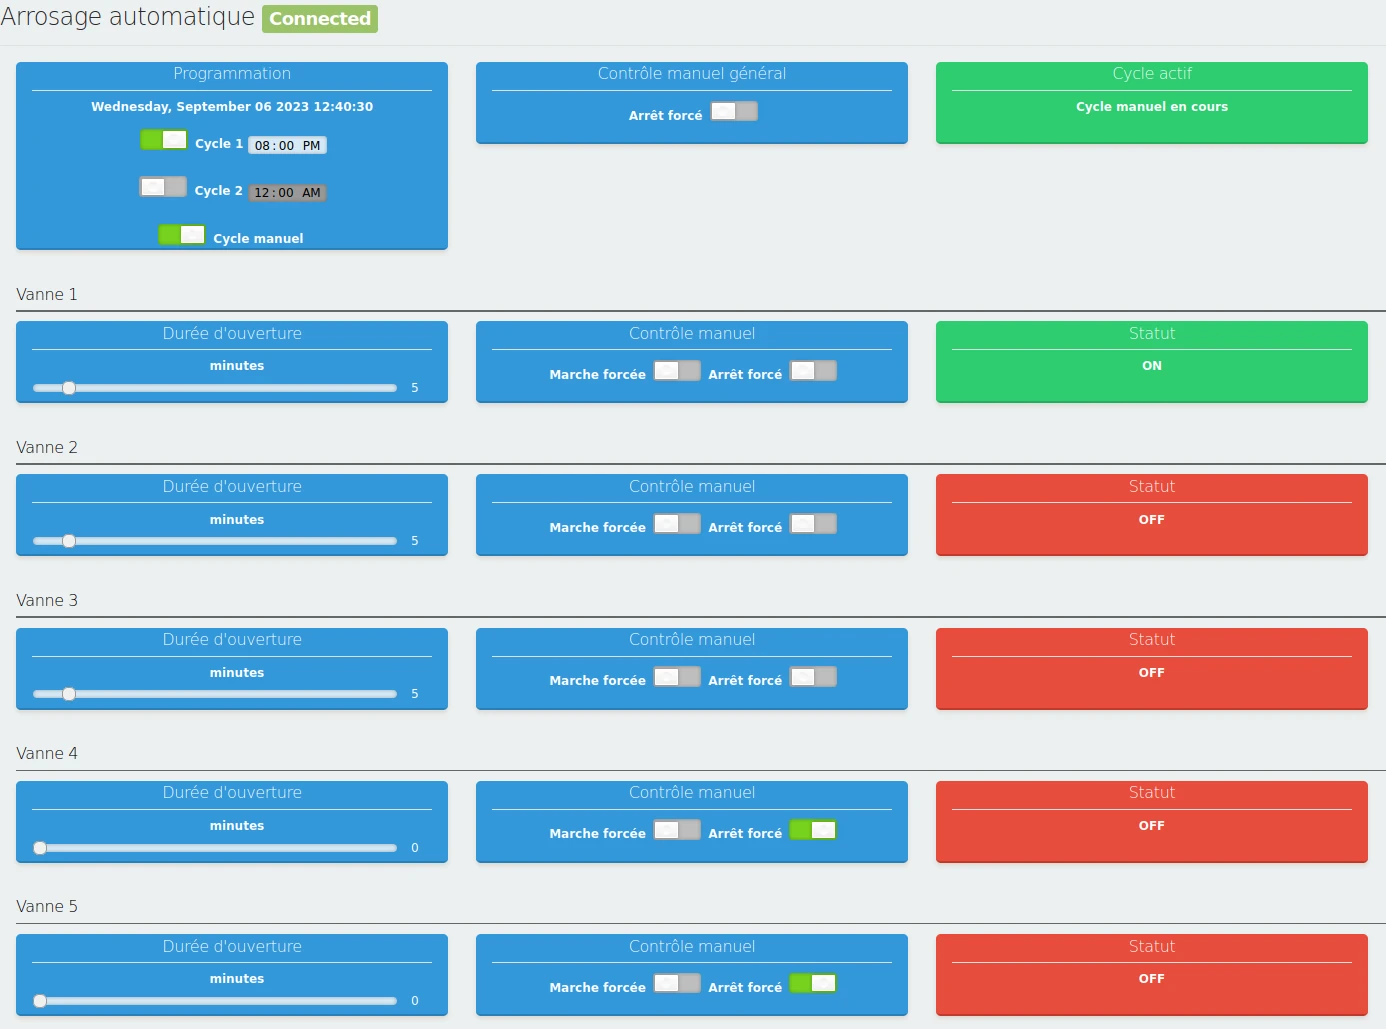 Arrosage automatique Connected
Programmation
Wednesday, September 06 2023 12:40:30
Cycle 1 08:00 PM
Cycle 2 12:00 AM
Cycle manuel
Contrôle manuel général
Arrêt forcé
Cycle actif
Cycle manuel en cours
Vanne 1
Durée d'ouverture
minutes
5
Contrôle manuel
Marche forcée Arrêt forcé
Statut
ON
Vanne 2
Durée d'ouverture
minutes
5
Contrôle manuel
Marche forcée Arrêt forcé
Statut
OFF
Vanne 3
Durée d'ouverture
minutes
5
Contrôle manuel
Marche forcée Arrêt forcé
Statut
OFF
Vanne 4
Durée d'ouverture
minutes
0
Contrôle manuel
Marche forcée Arrêt forcé
Statut
OFF
Vanne 5
Durée d'ouverture
minutes
0
Contrôle manuel
Marche forcée Arrêt forcé
Statut
OFF